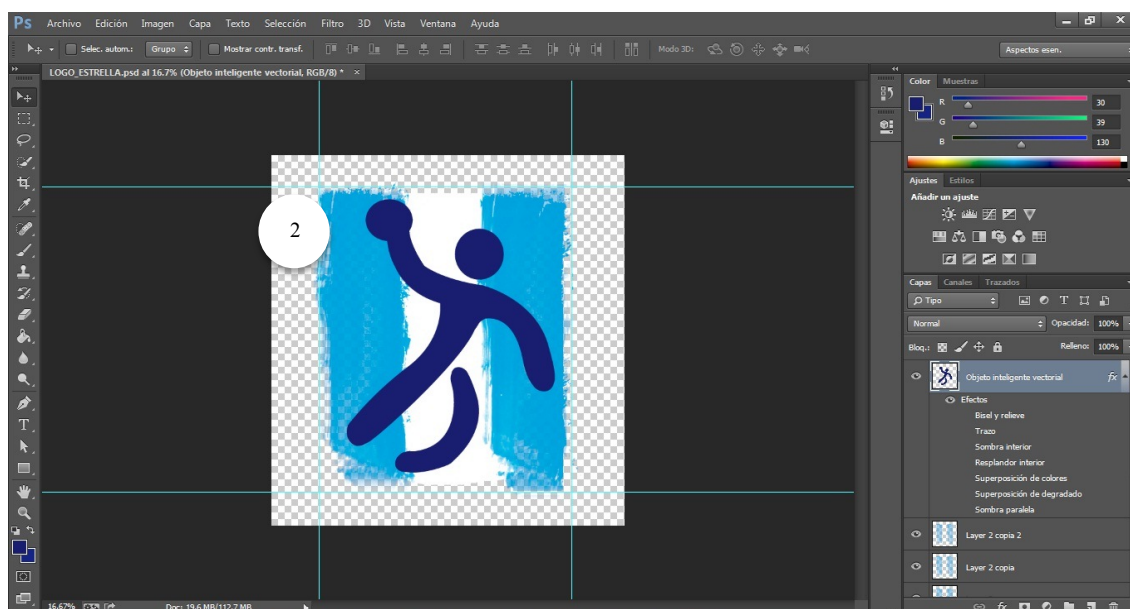 Ps Archivo Edición Imagen Capa Texto Selección Filtro 3D Vista Ventana Ayuda
Selec. autom.: Grupo Mostrar contr. transf. Modo 3D: Aspectos esen.
LOGO_ESTRELLA.psd al 16.7% (Objeto inteligente vectorial, RGB/8) * ×
Color Muestras
R 30
G 39
B 130
Ajustes Estilos
Añadir un ajuste
2
Capas Canales Trazados
Tipo
Normal Opacidad: 100%
Bloq.: Relleno: 100%
Objeto inteligente vectorial fx
Efectos
Bisel y relieve
Trazo
Sombra interior
Resplandor interior
Superposición de colores
Superposición de degradado
Sombra paralela
Layer 2 copia 2
Layer 2 copia
16.67% Doc: 19.6 MB/112.7 MB